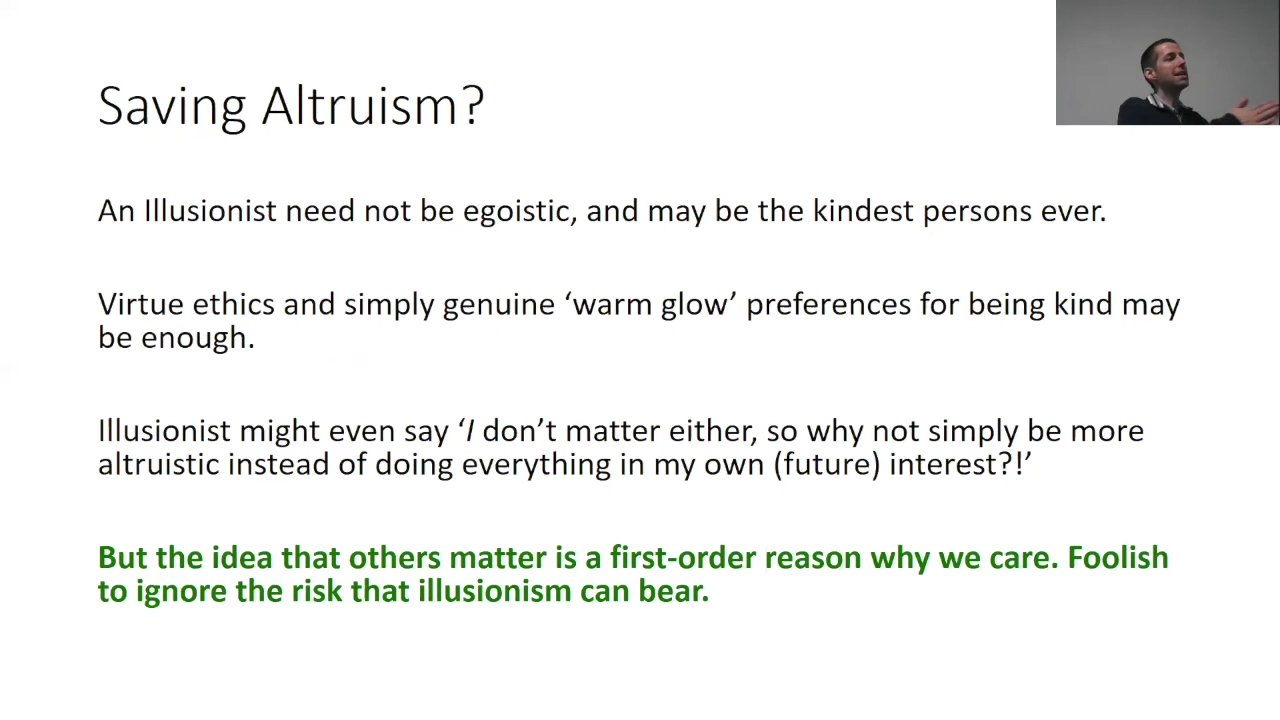 Saving Altruism?
An Illusionist need not be egoistic, and may be the kindest persons ever.
Virtue ethics and simply genuine ‘warm glow’ preferences for being kind may
be enough.
Illusionist might even say ‘I don’t matter either, so why not simply be more
altruistic instead of doing everything in my own (future) interest?!’
But the idea that others matter is a first-order reason why we care. Foolish
to ignore the risk that illusionism can bear.